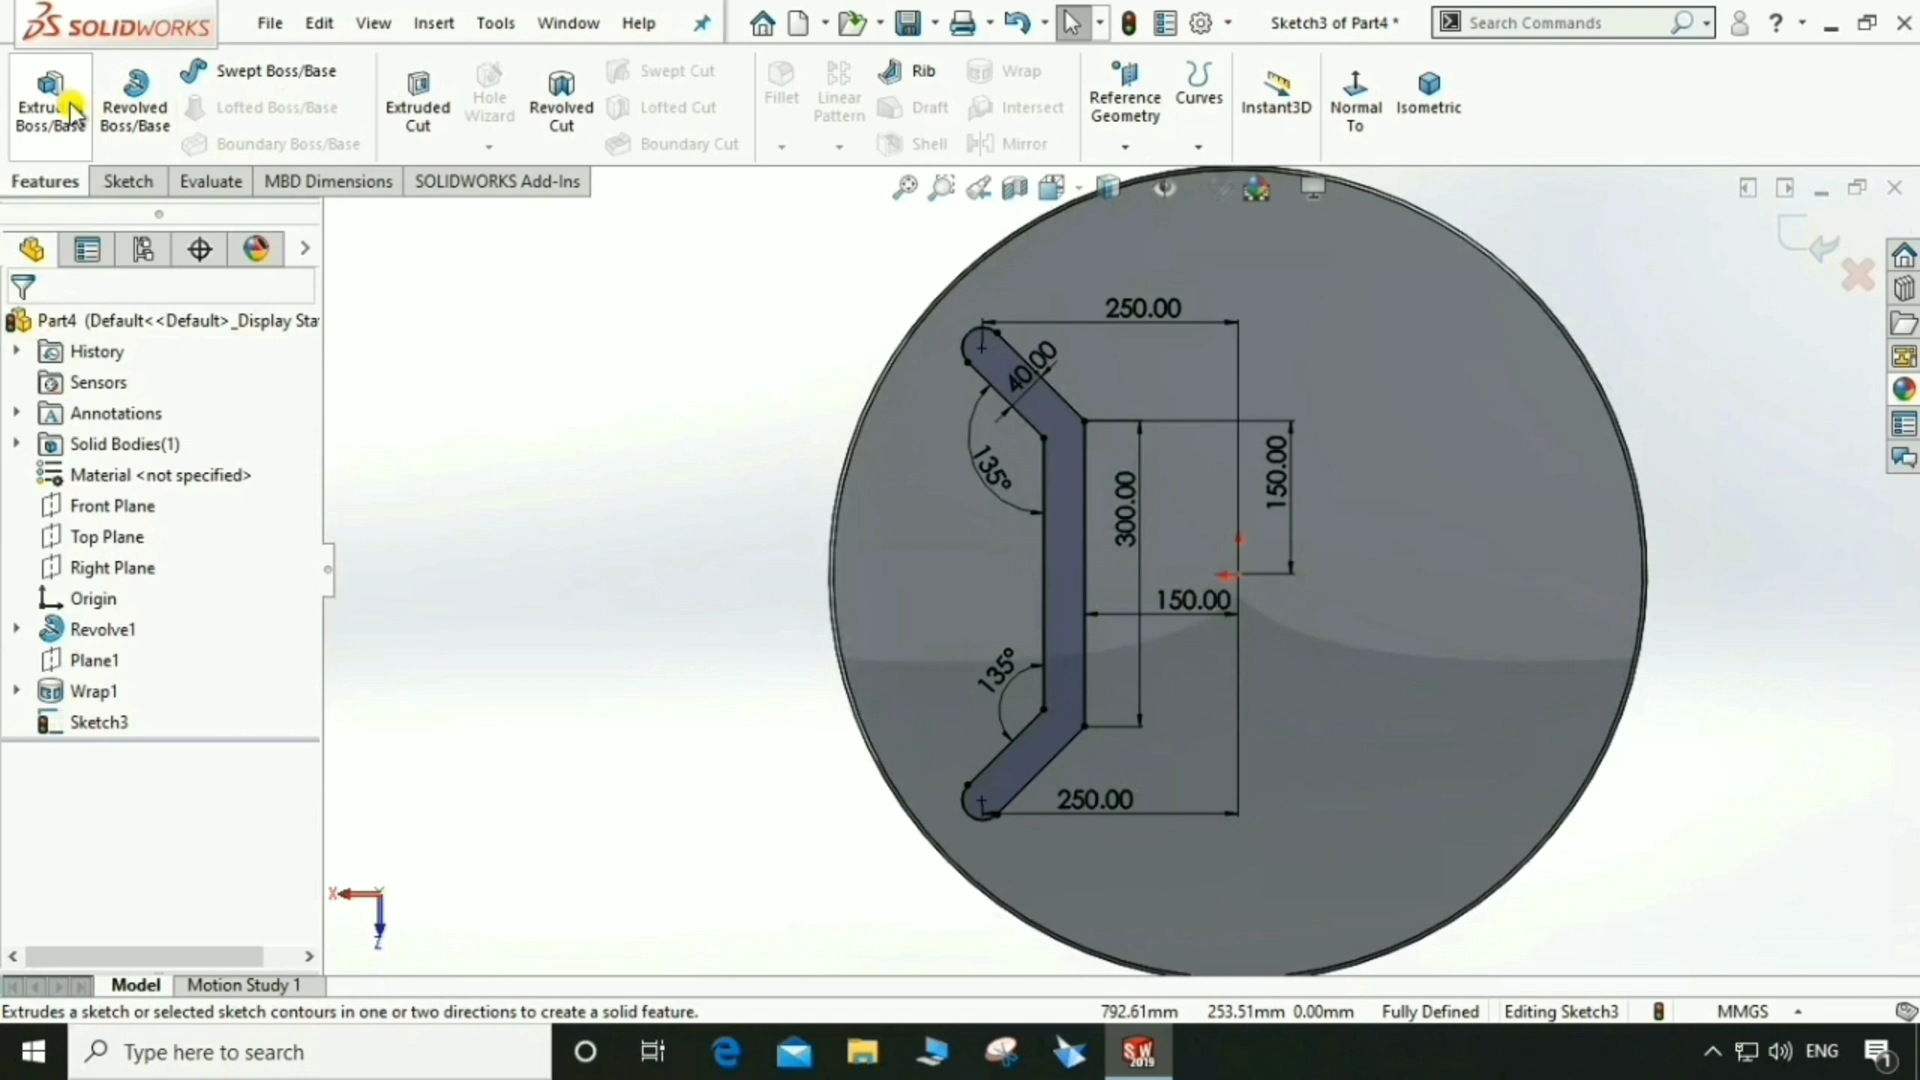 SOLIDWORKS File Edit View Insert Tools Window Help Sketch3 of Part4 * Search Commands ?
Swept Boss/Base Swept Cut Rib Wrap
Extruded Boss/Base Revolved Boss/Base Lofted Boss/Base Extruded Cut Hole Wizard Revolved Cut Lofted Cut Fillet Linear Pattern Draft Intersect Reference Geometry Curves Instant3D Normal To Isometric
Boundary Boss/Base Boundary Cut Shell Mirror
Features Sketch Evaluate MBD Dimensions SOLIDWORKS Add-Ins
Part4 (Default<<Default>_Display Sta
History
Sensors
Annotations
Solid Bodies(1)
Material <not specified>
Front Plane
Top Plane
Right Plane
Origin
Revolve1
Plane1
Wrap1
Sketch3
250.00
40.00
135°
300.00
150.00
150.00
135°
250.00
X
Z
Model Motion Study 1
Extrudes a sketch or selected sketch contours in one or two directions to create a solid feature. 792.61mm 253.51mm 0.00mm Fully Defined Editing Sketch3 MMGS
Type here to search SW 2019 ENG 1